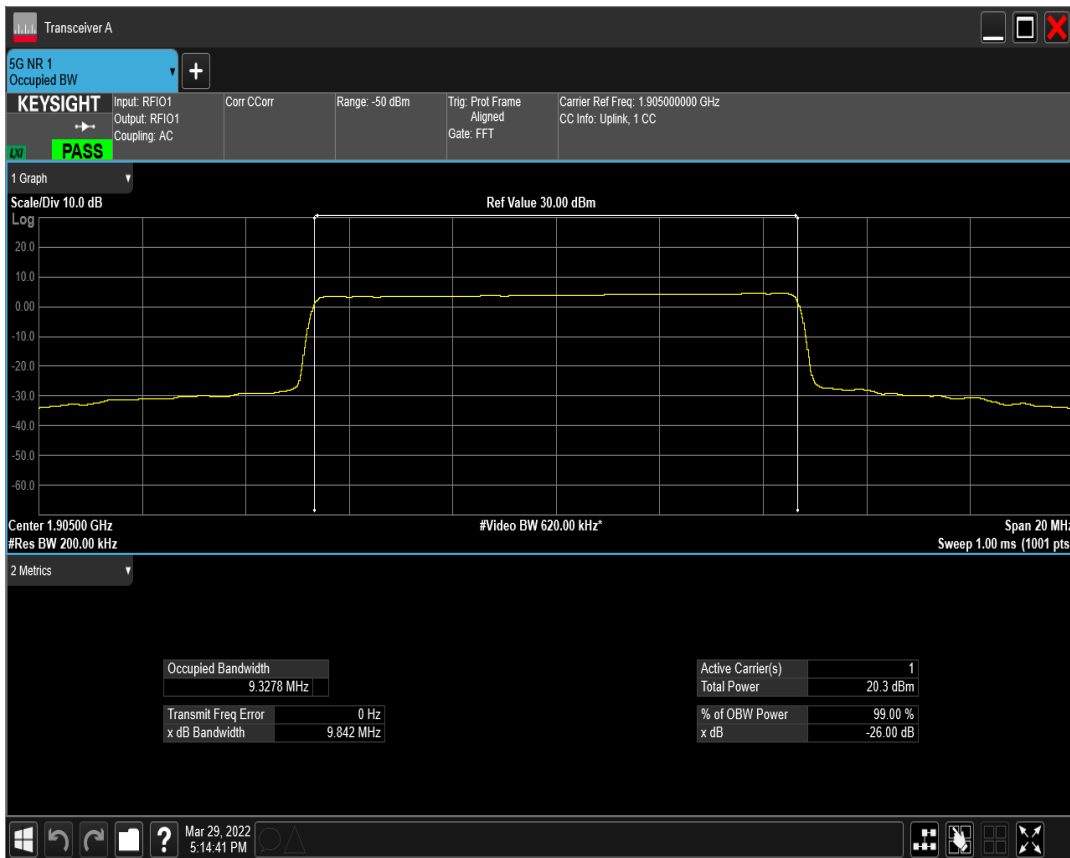 Transceiver A
5G NR 1
Occupied BW
KEYSIGHT
LXI
PASS
Input: RFIO1
Output: RFIO1
Coupling: AC
Corr CCorr
Range: -50 dBm
Trig: Prot Frame
Aligned
Gate: FFT
Carrier Ref Freq: 1.905000000 GHz
CC Info: Uplink, 1 CC
1 Graph
Scale/Div 10.0 dB
Ref Value 30.00 dBm
Log
20.0
10.0
0.00
-10.0
-20.0
-30.0
-40.0
-50.0
-60.0
Center 1.90500 GHz
#Video BW 620.00 kHz*
Span 20 MHz
#Res BW 200.00 kHz
Sweep 1.00 ms (1001 pts
2 Metrics
Occupied Bandwidth
9.3278 MHz
Transmit Freq Error 0 Hz
x dB Bandwidth 9.842 MHz
Active Carrier(s) 1
Total Power 20.3 dBm
% of OBW Power 99.00 %
x dB -26.00 dB
?
Mar 29, 2022
5:14:41 PM